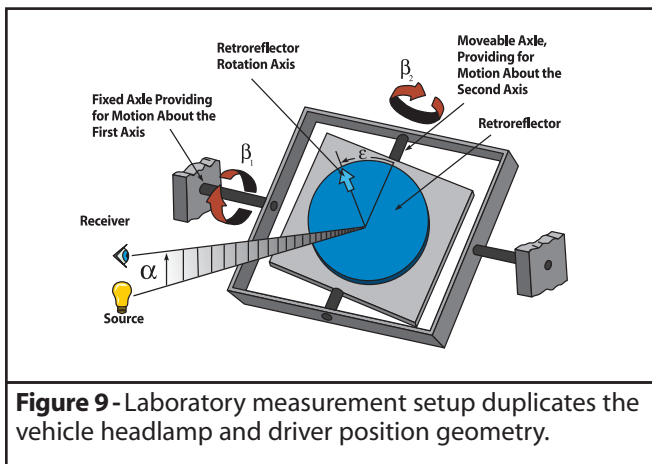 Retroreflector
Rotation Axis
Moveable Axle,
Providing for
Motion About the
Second Axis
β2
Fixed Axle Providing
for Motion About the
First Axis
Retroreflector
β1
ε
Receiver
α
Source
Figure 9 - Laboratory measurement setup duplicates the
vehicle headlamp and driver position geometry.